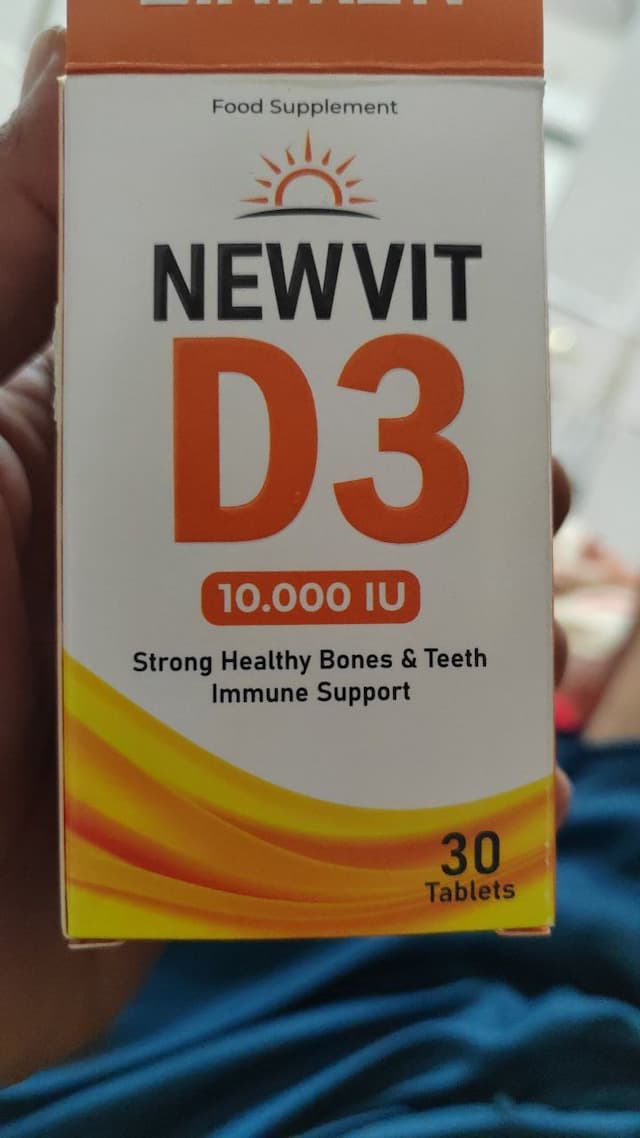 Food Supplement
NEWVIT
D3
10.000 IU
Strong Healthy Bones & Teeth
Immune Support
30
Tablets